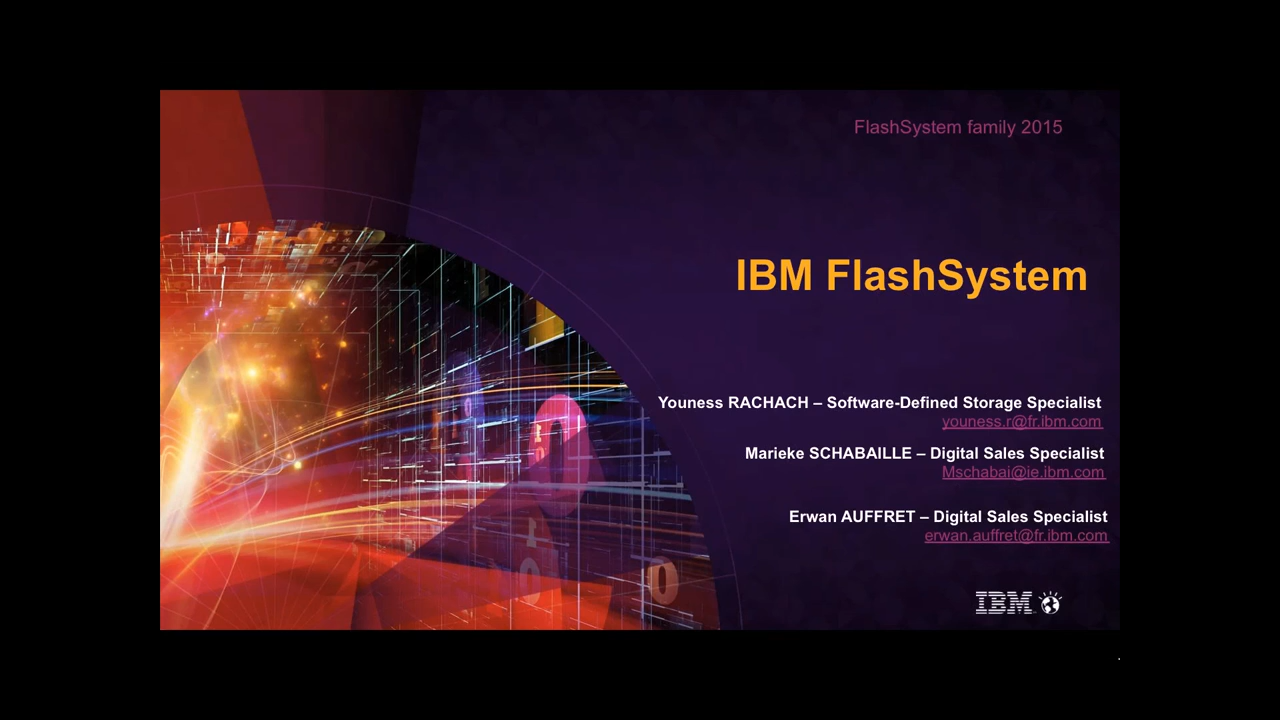 FlashSystem family 2015
IBM FlashSystem
Youness RACHACH – Software-Defined Storage Specialist
youness.r@fr.ibm.com
Marieke SCHABAILLE – Digital Sales Specialist
Mschabai@ie.ibm.com
Erwan AUFFRET – Digital Sales Specialist
erwan.auffret@fr.ibm.com
IBM